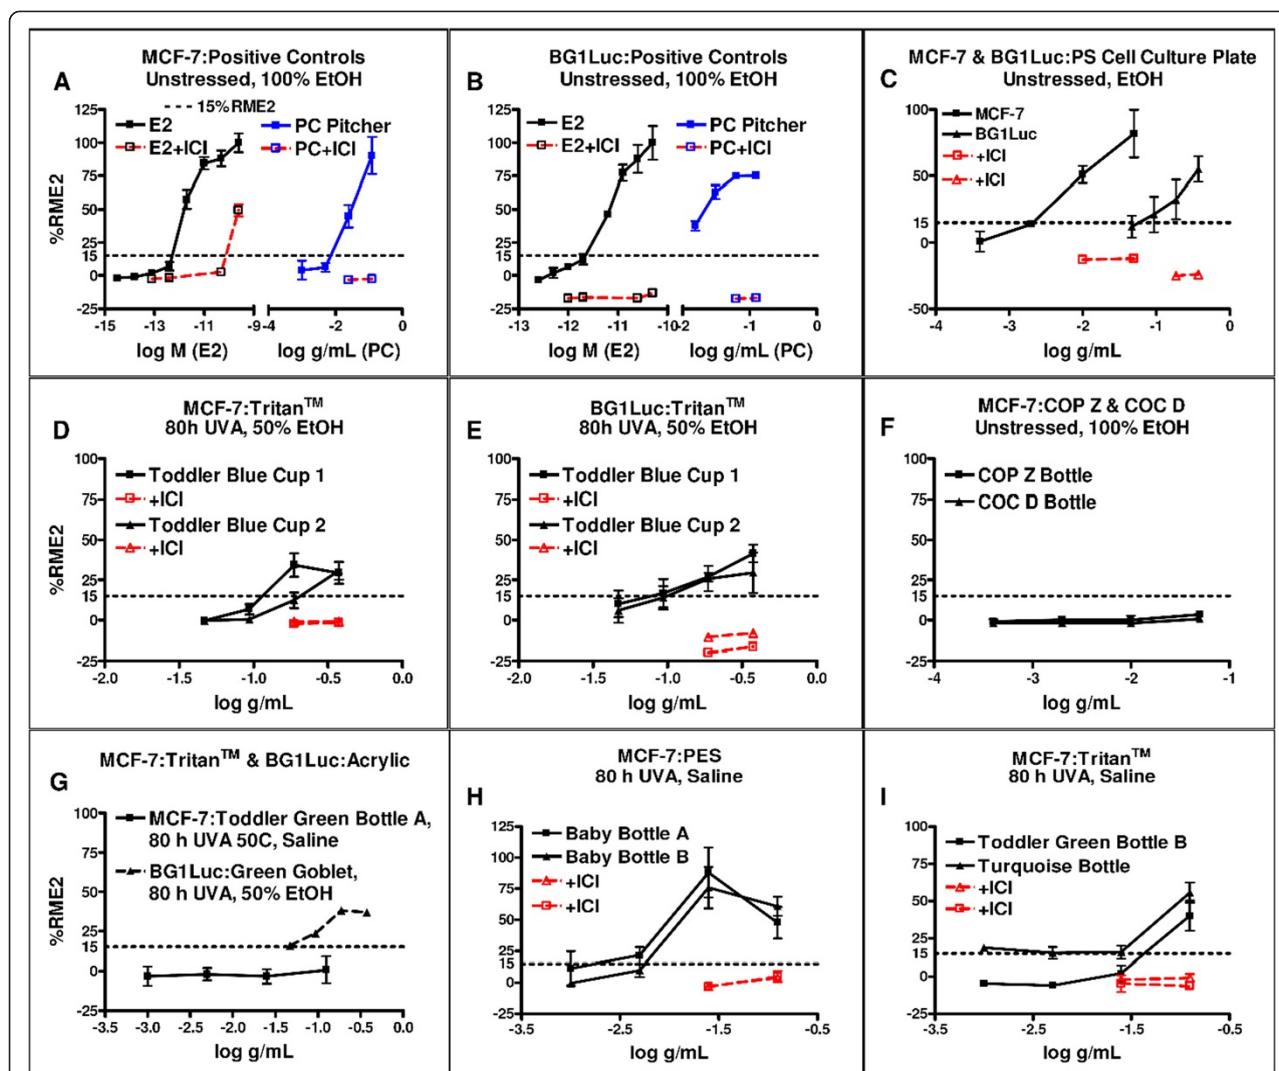 MCF-7:Positive Controls
Unstressed, 100% EtOH
A
15%RME2
E2
E2+ICI
PC Pitcher
PC+ICI
%RME2
125
100
75
50
25
15
0
-25
-15 -13 -11 -9 -4 -2 0
log M (E2) log g/mL (PC)
BG1Luc:Positive Controls
Unstressed, 100% EtOH
B
E2
E2+ICI
PC Pitcher
PC+ICI
125
100
75
50
25
15
0
-25
-13 -12 -11 -10 -2 -1 0
log M (E2) log g/mL (PC)
MCF-7 & BG1Luc:PS Cell Culture Plate
Unstressed, EtOH
C
MCF-7
BG1Luc
+ICI
+ICI
100
50
15
0
-50
-4 -3 -2 -1 0
log g/mL
MCF-7:Tritan™
80h UVA, 50% EtOH
D
Toddler Blue Cup 1
+ICI
Toddler Blue Cup 2
+ICI
%RME2
100
75
50
25
15
0
-25
-2.0 -1.5 -1.0 -0.5 0.0
log g/mL
BG1Luc:Tritan™
80h UVA, 50% EtOH
E
Toddler Blue Cup 1
+ICI
Toddler Blue Cup 2
+ICI
100
75
50
25
15
0
-25
-2.0 -1.5 -1.0 -0.5 0.0
log g/mL
MCF-7:COP Z & COC D
Unstressed, 100% EtOH
F
COP Z Bottle
COC D Bottle
100
75
50
25
15
0
-25
-4 -3 -2 -1
log g/mL
MCF-7:Tritan™ & BG1Luc:Acrylic
G
MCF-7:Toddler Green Bottle A,
80 h UVA 50C, Saline
BG1Luc:Green Goblet,
80 h UVA, 50% EtOH
%RME2
100
75
50
25
15
0
-25
-3.5 -3.0 -2.5 -2.0 -1.5 -1.0 -0.5 0.0
log g/mL
MCF-7:PES
80 h UVA, Saline
H
Baby Bottle A
Baby Bottle B
+ICI
+ICI
125
100
75
50
25
15
0
-25
-3.5 -2.5 -1.5 -0.5
log g/mL
MCF-7:Tritan™
80 h UVA, Saline
I
Toddler Green Bottle B
Turquoise Bottle
+ICI
+ICI
100
75
50
25
15
0
-25
-3.5 -2.5 -1.5 -0.5
log g/mL